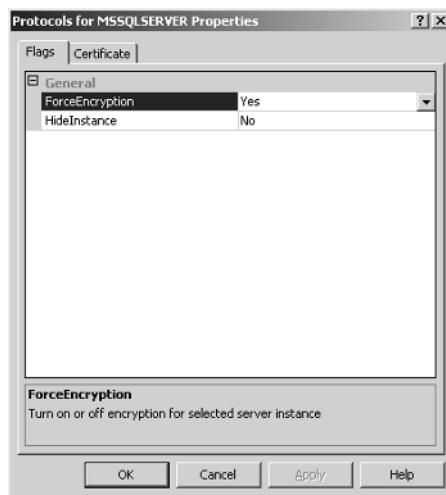 Protocols for MSSQLSERVER Properties
Flags Certificate
General
ForceEncryption Yes
HideInstance No
ForceEncryption
Turn on or off encryption for selected server instance
OK Cancel Apply Help